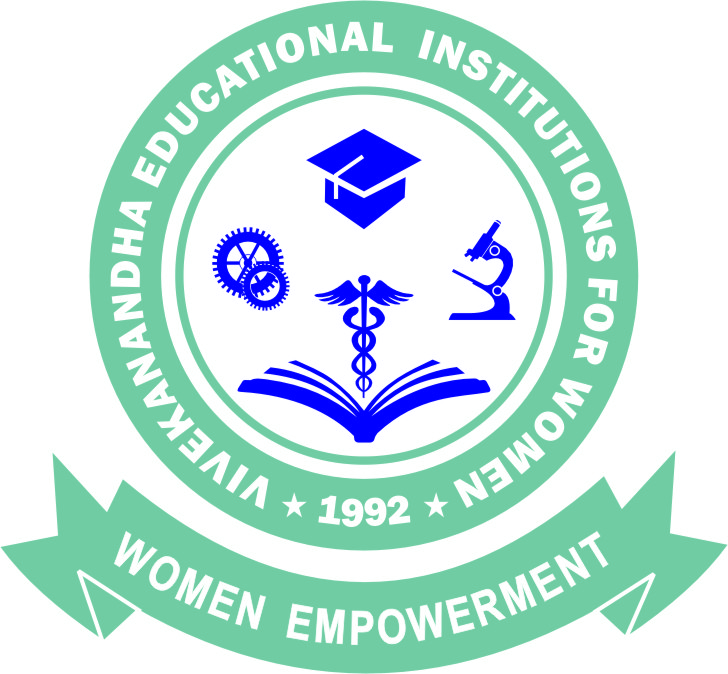 VIVEKANANDHA EDUCATIONAL INSTITUTIONS FOR WOMEN
★ 1992 ★
WOMEN EMPOWERMENT